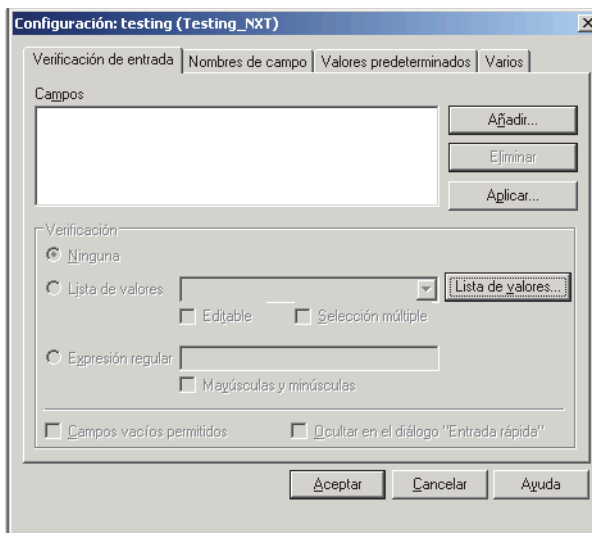 Configuración: testing (Testing_NXT)
Verificación de entrada Nombres de campo Valores predeterminados Varios
Campos
Añadir...
Eliminar
Aplicar...
Verificación
Ninguna
Lista de valores Lista de valores...
Editable Selección múltiple
Expresión regular
Mayúsculas y minúsculas
Campos vacíos permitidos Ocultar en el diálogo "Entrada rápida"
Aceptar Cancelar Ayuda